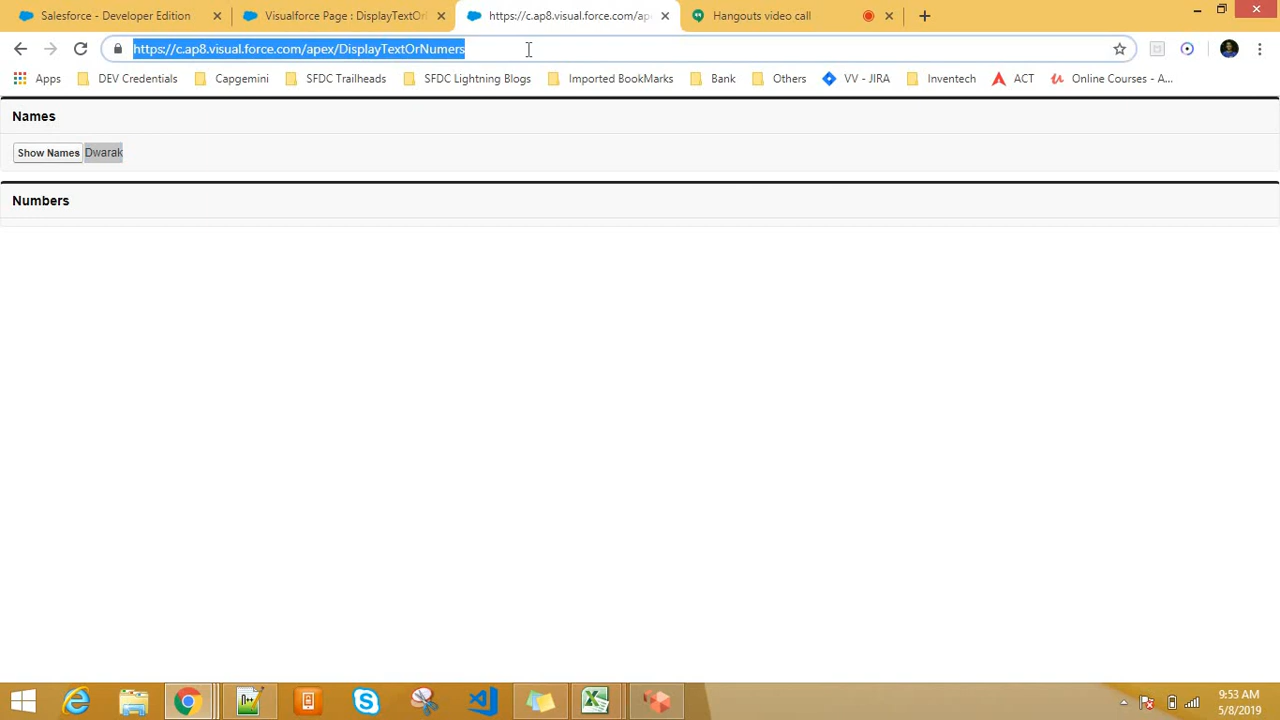 Salesforce - Developer Edition
Visualforce Page : DisplayTextOr
https://c.ap8.visual.force.com/ape
Hangouts video call
https://c.ap8.visual.force.com/apex/DisplayTextOrNumers
Apps DEV Credentials Capgemini SFDC Trailheads SFDC Lightning Blogs Imported BookMarks Bank Others VV - JIRA Inventech ACT Online Courses - A...
Names
Show Names Dwarak
Numbers
9:53 AM
5/8/2019